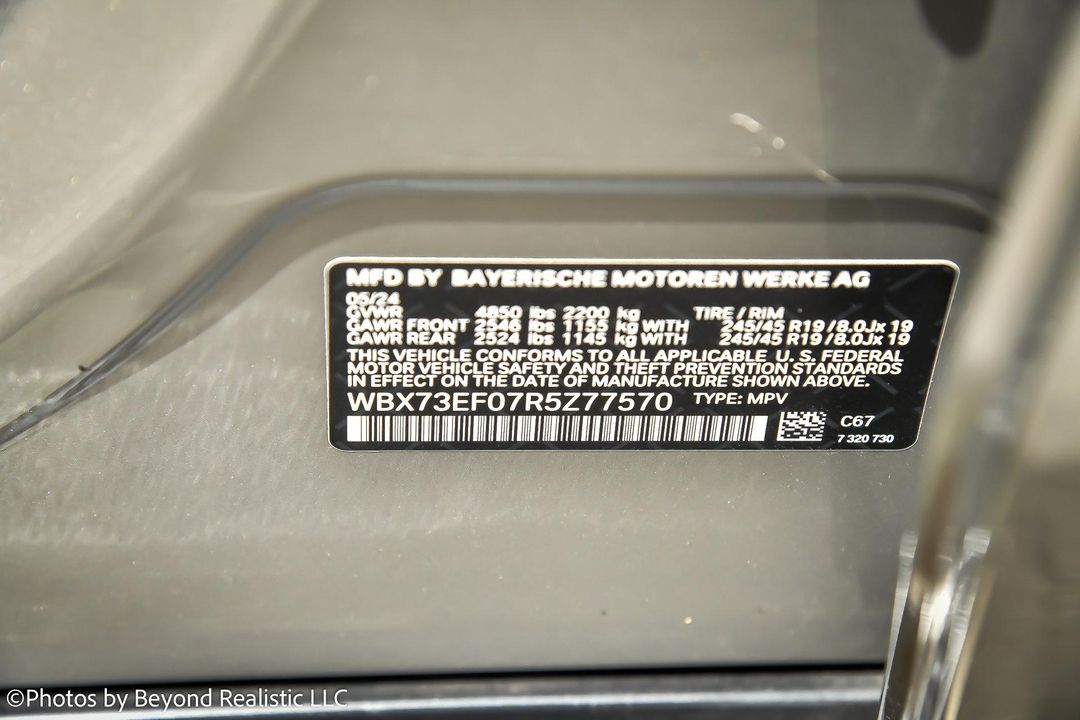 MFD BY BAYERISCHE MOTOREN WERKE AG
05/24
GVWR 4850 lbs 2200 kg TIRE / RIM
GAWR FRONT 2546 lbs 1155 kg WITH 245/45 R19 / 8.0Jx 19
GAWR REAR 2524 lbs 1145 kg WITH 245/45 R19 / 8.0Jx 19
THIS VEHICLE CONFORMS TO ALL APPLICABLE U. S. FEDERAL
MOTOR VEHICLE SAFETY AND THEFT PREVENTION STANDARDS
IN EFFECT ON THE DATE OF MANUFACTURE SHOWN ABOVE.
WBX73EF07R5Z77570 TYPE: MPV
C67
7 320 730
©Photos by Beyond Realistic LLC